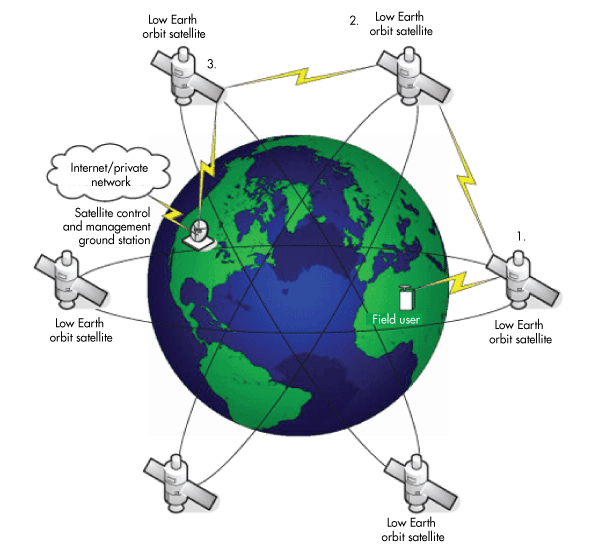 Low Earth
orbit satellite
2.
Low Earth
orbit satellite
3.
Internet/private
network
Satellite control
and management
ground station
1.
Low Earth
orbit satellite
Field user
Low Earth
orbit satellite
Low Earth
orbit satellite